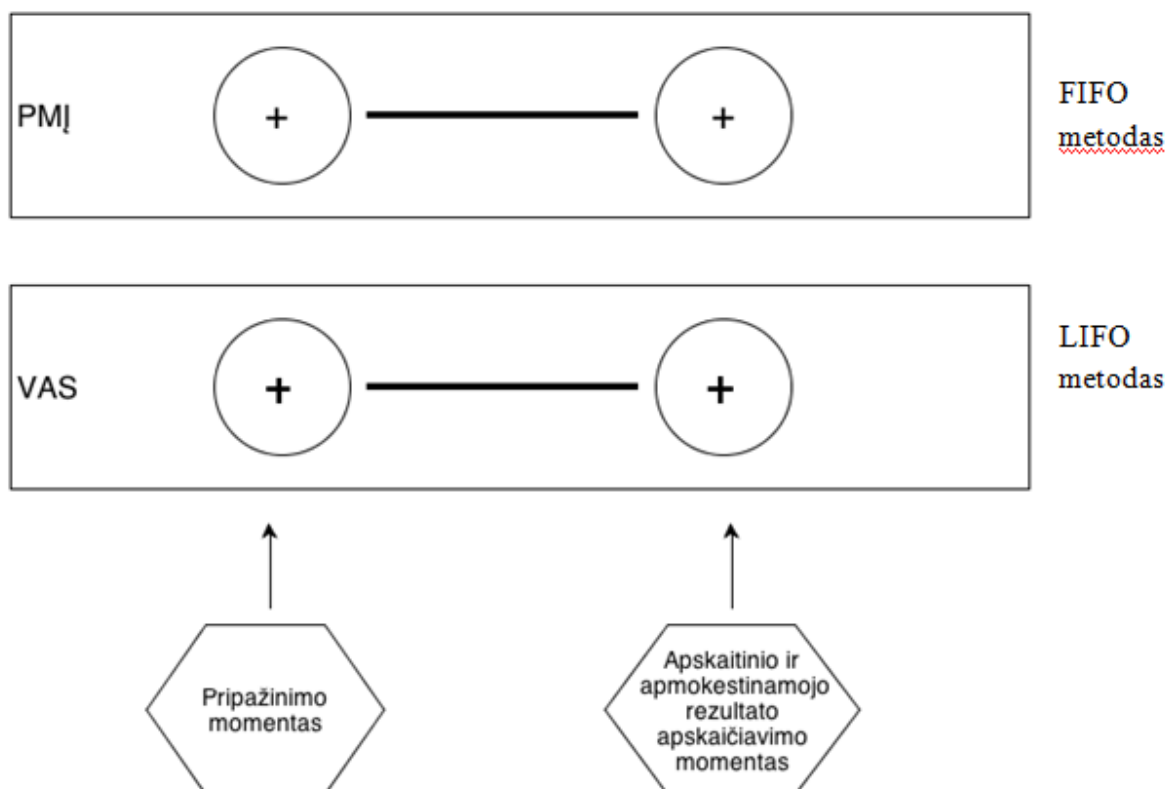 PMĮ
+
+
FIFO
metodas
VAS
+
+
LIFO
metodas
Pripažinimo
momentas
Apskaitinio ir
apmokestinamojo
rezultato
apskaičiavimo
momentas